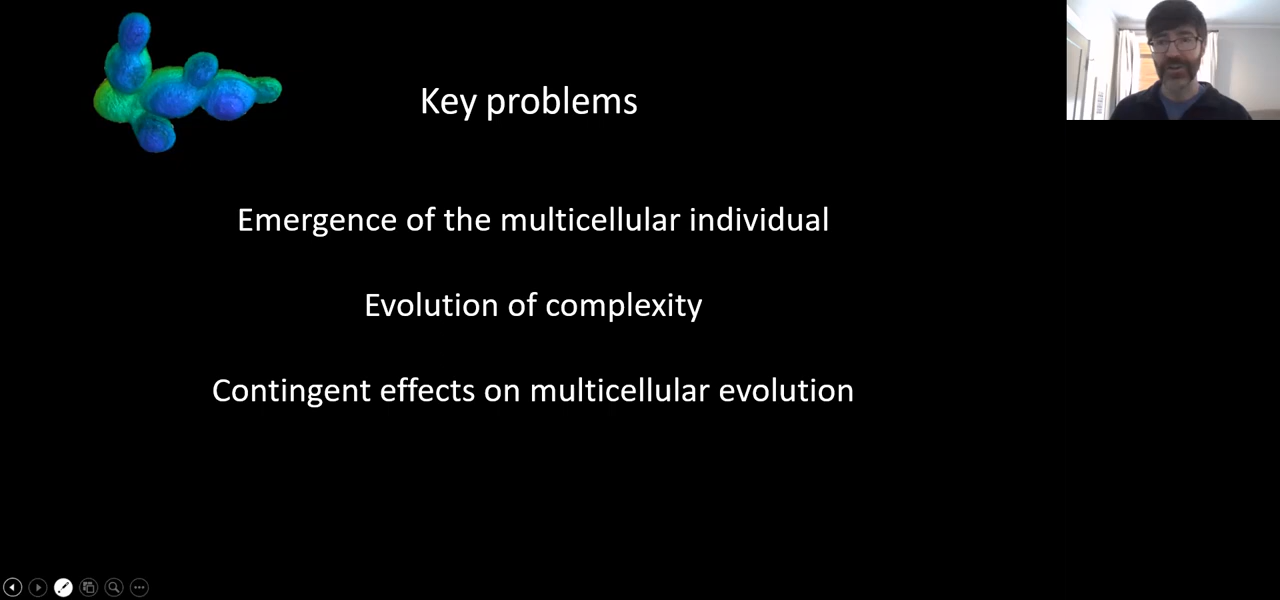 Key problems
Emergence of the multicellular individual
Evolution of complexity
Contingent effects on multicellular evolution